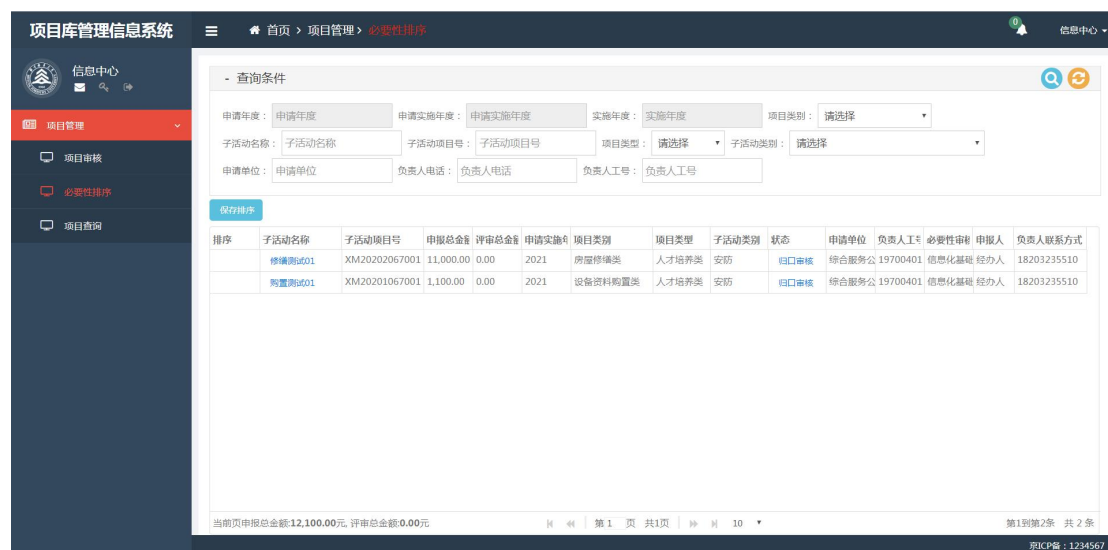 项目库管理信息系统
首页 > 项目管理 > 必要性排序
0
信息中心
信息中心
项目管理
项目审核
必要性排序
项目查询
- 查询条件
申请年度： 申请年度 申请实施年度： 申请实施年度 实施年度： 实施年度 项目类别： 请选择
子活动名称： 子活动名称 子活动项目号： 子活动项目号 项目类型： 请选择 子活动类别： 请选择
申请单位： 申请单位 负责人电话： 负责人电话 负责人工号： 负责人工号
保存排序
排序 子活动名称 子活动项目号 申报总金额 评审总金额 申请实施年 项目类别 项目类型 子活动类别 状态 申请单位 负责人工号 必要性审核 申报人 负责人联系方式
修缮测试01 XM20202067001 11,000.00 0.00 2021 房屋修缮类 人才培养类 安防 归口审核 综合服务公 19700401 信息化基础 经办人 18203235510
购置测试01 XM20201067001 1,100.00 0.00 2021 设备资料购置类 人才培养类 安防 归口审核 综合服务公 19700401 信息化基础 经办人 18203235510
当前页申报总金额:12,100.00元, 评审总金额:0.00元 第 1 页 共1页 10 第1到第2条 共 2 条
京ICP备：1234567